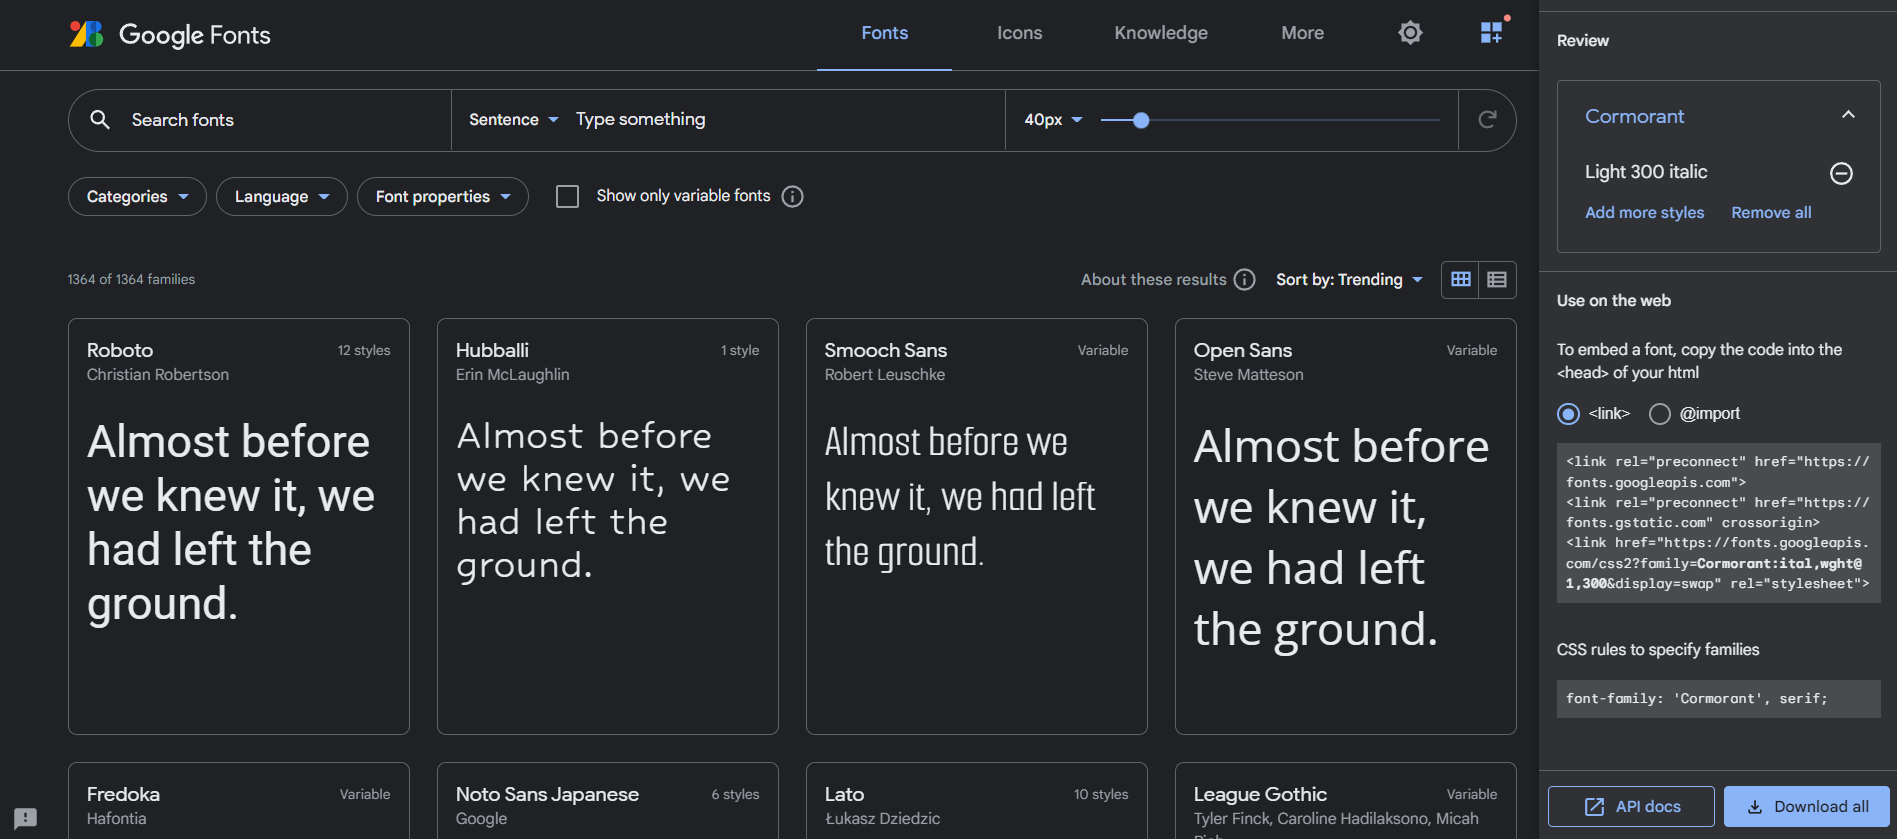 Google Fonts
Fonts
Icons
Knowledge
More
Search fonts
Sentence
Type something
40px
Categories
Language
Font properties
Show only variable fonts
1364 of 1364 families
About these results
Sort by: Trending
Roboto
12 styles
Christian Robertson
Almost before
we knew it, we
had left the
ground.
Hubballi
1 style
Erin McLaughlin
Almost before
we knew it, we
had left the
ground.
Smooch Sans
Variable
Robert Leuschke
Almost before we
knew it, we had left
the ground.
Open Sans
Variable
Steve Matteson
Almost before
we knew it,
we had left
the ground.
Fredoka
Variable
Hafontia
Noto Sans Japanese
6 styles
Google
Lato
10 styles
Łukasz Dziedzic
League Gothic
Variable
Tyler Finck, Caroline Hadilaksono, Micah
Review
Cormorant
Light 300 italic
Add more styles
Remove all
Use on the web
To embed a font, copy the code into the
<head> of your html
<link>
@import
<link rel="preconnect" href="https://
fonts.googleapis.com">
<link rel="preconnect" href="https://
fonts.gstatic.com" crossorigin>
<link href="https://fonts.googleapis.
com/css2?family=Cormorant:ital,wght@
1,300&display=swap" rel="stylesheet">
CSS rules to specify families
font-family: 'Cormorant', serif;
API docs
Download all